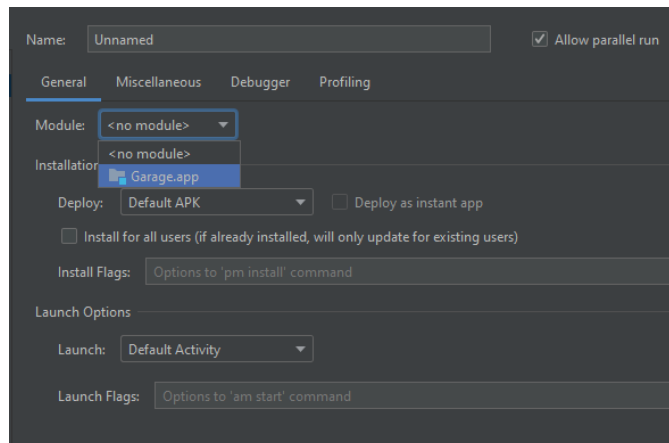 Name: Unnamed Allow parallel run
General Miscellaneous Debugger Profiling
Module: <no module>
<no module>
Installation
Garage.app
Deploy: Default APK Deploy as instant app
Install for all users (if already installed, will only update for existing users)
Install Flags: Options to 'pm install' command
Launch Options
Launch: Default Activity
Launch Flags: Options to 'am start' command